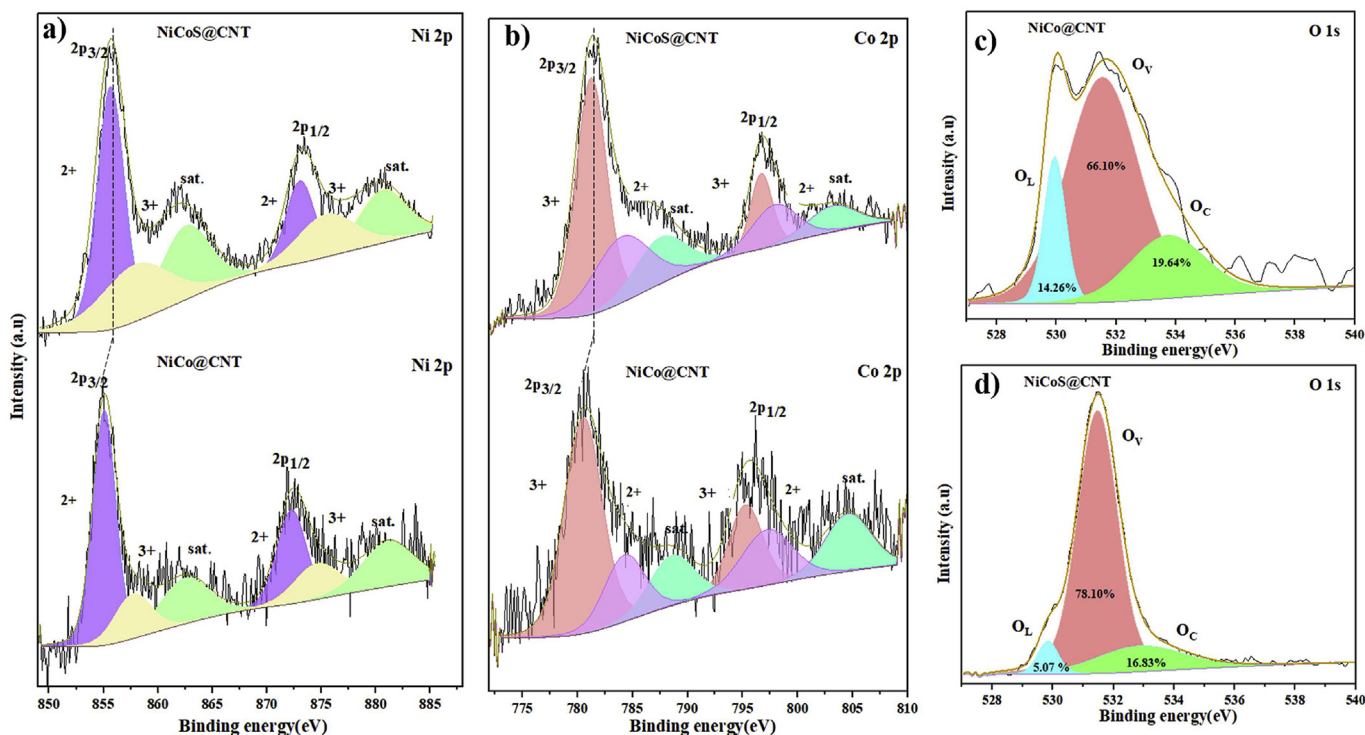 a)
NiCoS@CNT
Ni 2p
2p3/2
2+
3+
sat.
2p1/2
2+
3+
sat.
NiCo@CNT
Ni 2p
2p3/2
2+
3+
sat.
2p1/2
2+
3+
sat.
Intensity (a.u)
850 855 860 865 870 875 880 885
Binding energy(eV)
b)
NiCoS@CNT
Co 2p
2p3/2
3+
2+
sat.
2p1/2
3+
2+
sat.
NiCo@CNT
Co 2p
2p3/2
3+
2+
sat.
2p1/2
3+
2+
sat.
Intensity (a.u)
775 780 785 790 795 800 805 810
Binding energy(eV)
c)
NiCo@CNT
O 1s
OV
OL
66.10%
OC
14.26%
19.64%
Intensity (a.u)
528 530 532 534 536 538 540
Binding energy(eV)
d)
NiCoS@CNT
O 1s
OV
78.10%
OL
OC
5.07 %
16.83%
Intensity (a.u)
528 530 532 534 536 538 540
Binding energy(eV)